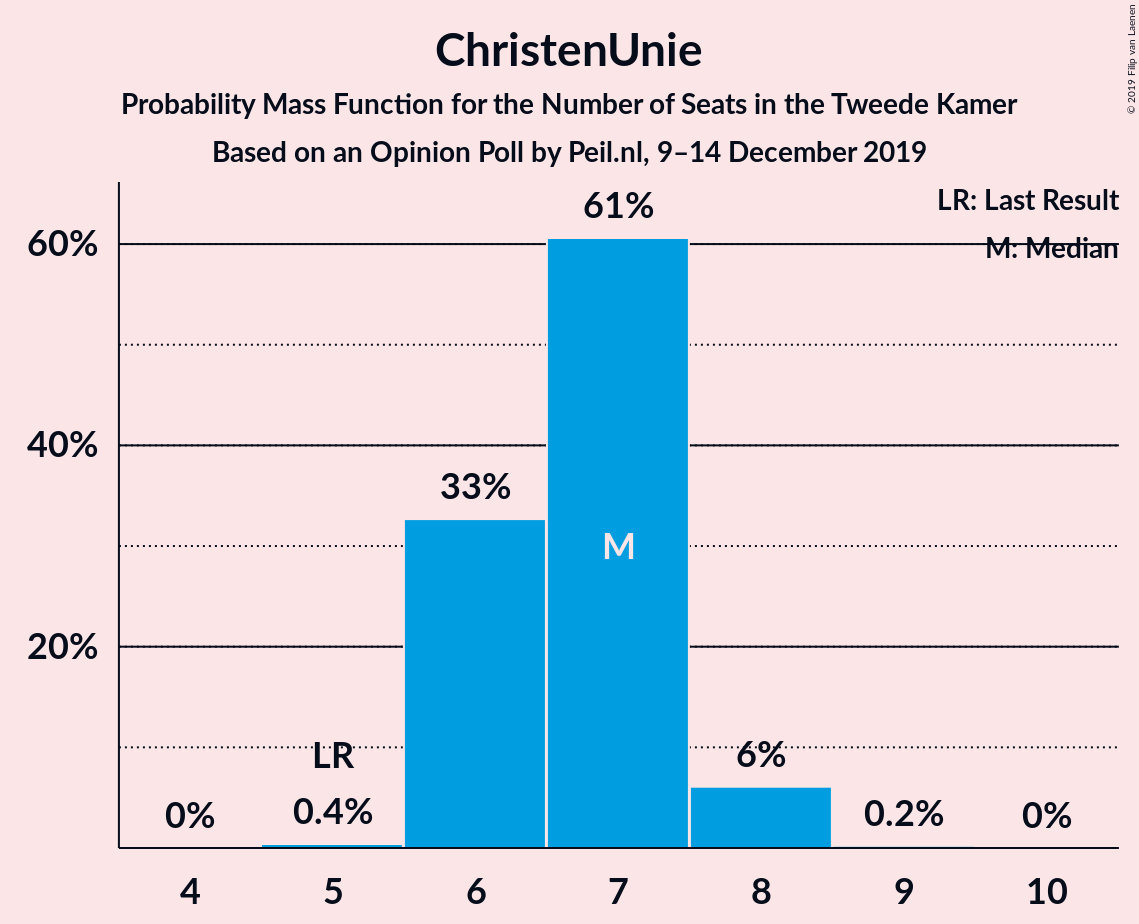 ChristenUnie
Probability Mass Function for the Number of Seats in the Tweede Kamer
Based on an Opinion Poll by Peil.nl, 9–14 December 2019
© 2019 Filip van Laenen
LR: Last Result
M: Median
60%
40%
20%
0%
LR
0.4%
33%
61%
M
6%
0.2%
0%
4 5 6 7 8 9 10